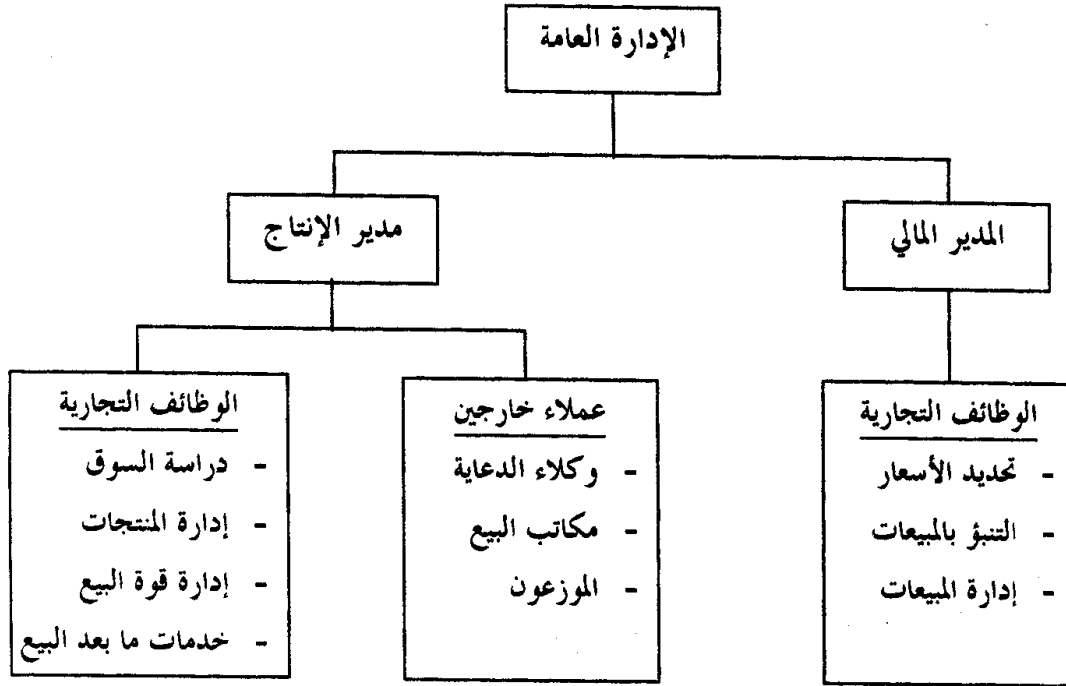 الإدارة العامة
المدير المالي
مدير الإنتاج
الوظائف التجارية
- تحديد الأسعار
- التنبؤ بالمبيعات
- إدارة المبيعات
عملاء خارجين
- وكلاء الدعاية
- مكاتب البيع
- الموزعون
الوظائف التجارية
- دراسة السوق
- إدارة المنتجات
- إدارة قوة البيع
- خدمات ما بعد البيع